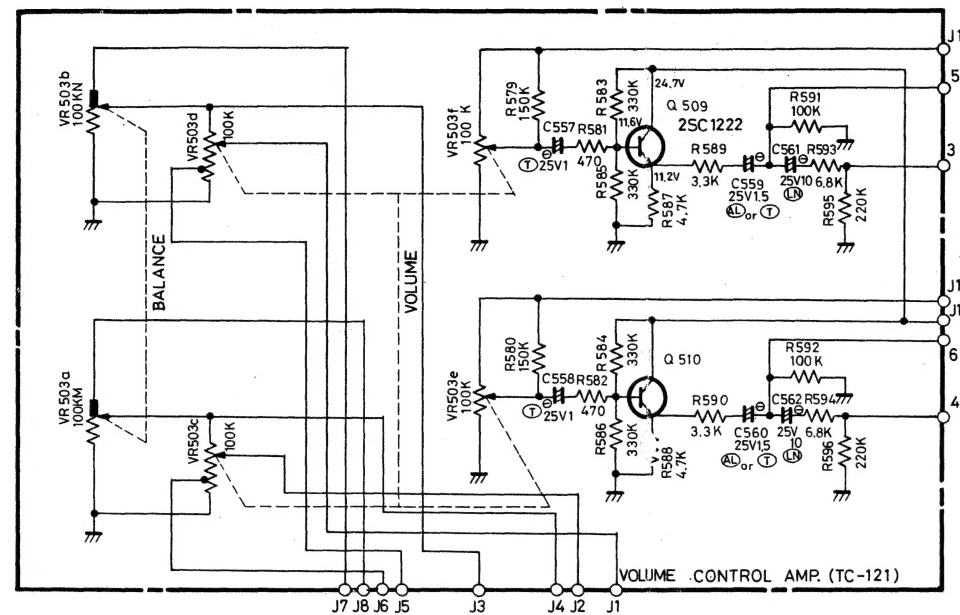 J1
VR503b
100KN
VR503d
100K
BALANCE
VOLUME
VR503f
100K
R579
150K
C557
25V1
T
R581
470
11.6V
R583
330K
24.7V
Q 509
2SC1222
R585
330K
11.2V
R587
4.7K
R589
3.3K
C559
25V1.5
AL or T
R591
100K
C561
25V10
LN
R593
6.8K
R595
220K
5
3
VR503a
100KM
VR503c
100K
VR503e
100K
R580
150K
C558
25V1
T
R582
470
R584
330K
Q 510
R586
330K
R588
4.7K
R590
3.3K
C560
25V1.5
AL or T
R592
100K
C562
25V
10
LN
R594
6.8K
R596
220K
J1
J1
6
4
J7 J8 J6 J5 J3 J4 J2 J1
VOLUME CONTROL AMP. (TC-121)